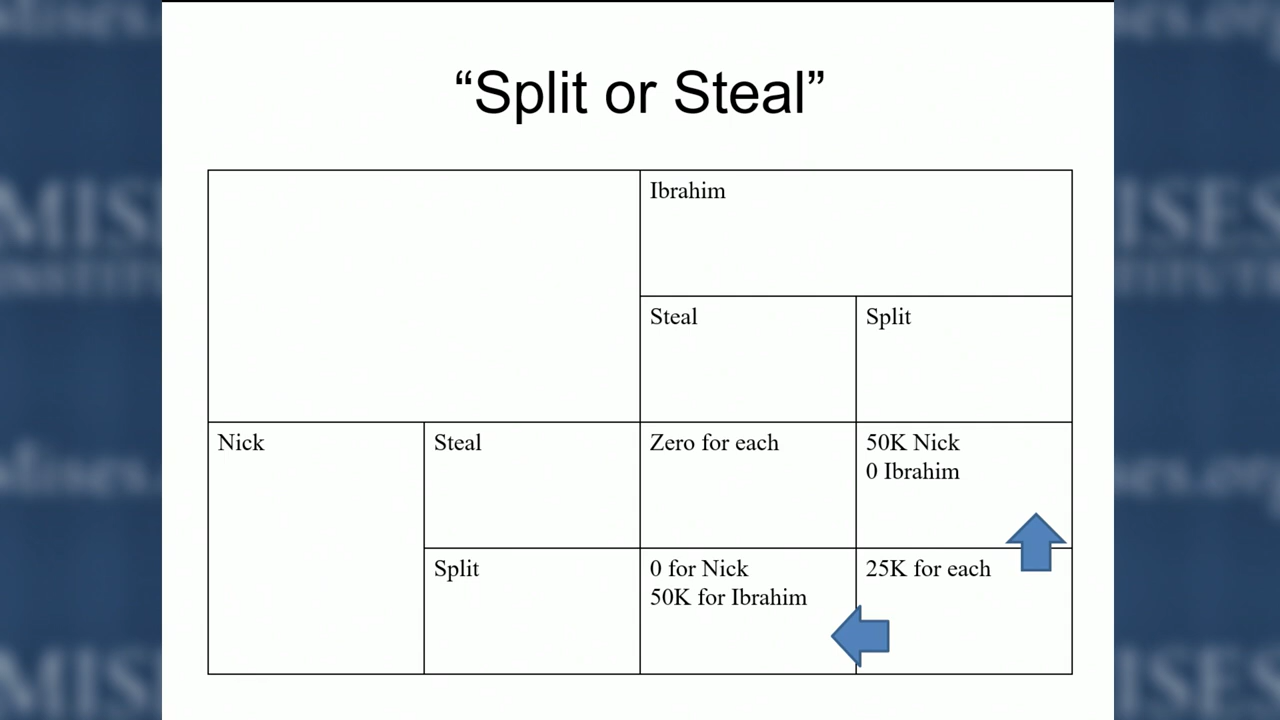 “Split or Steal”
Ibrahim
Steal
Split
Nick
Steal
Zero for each
50K Nick
0 Ibrahim
Split
0 for Nick
50K for Ibrahim
25K for each